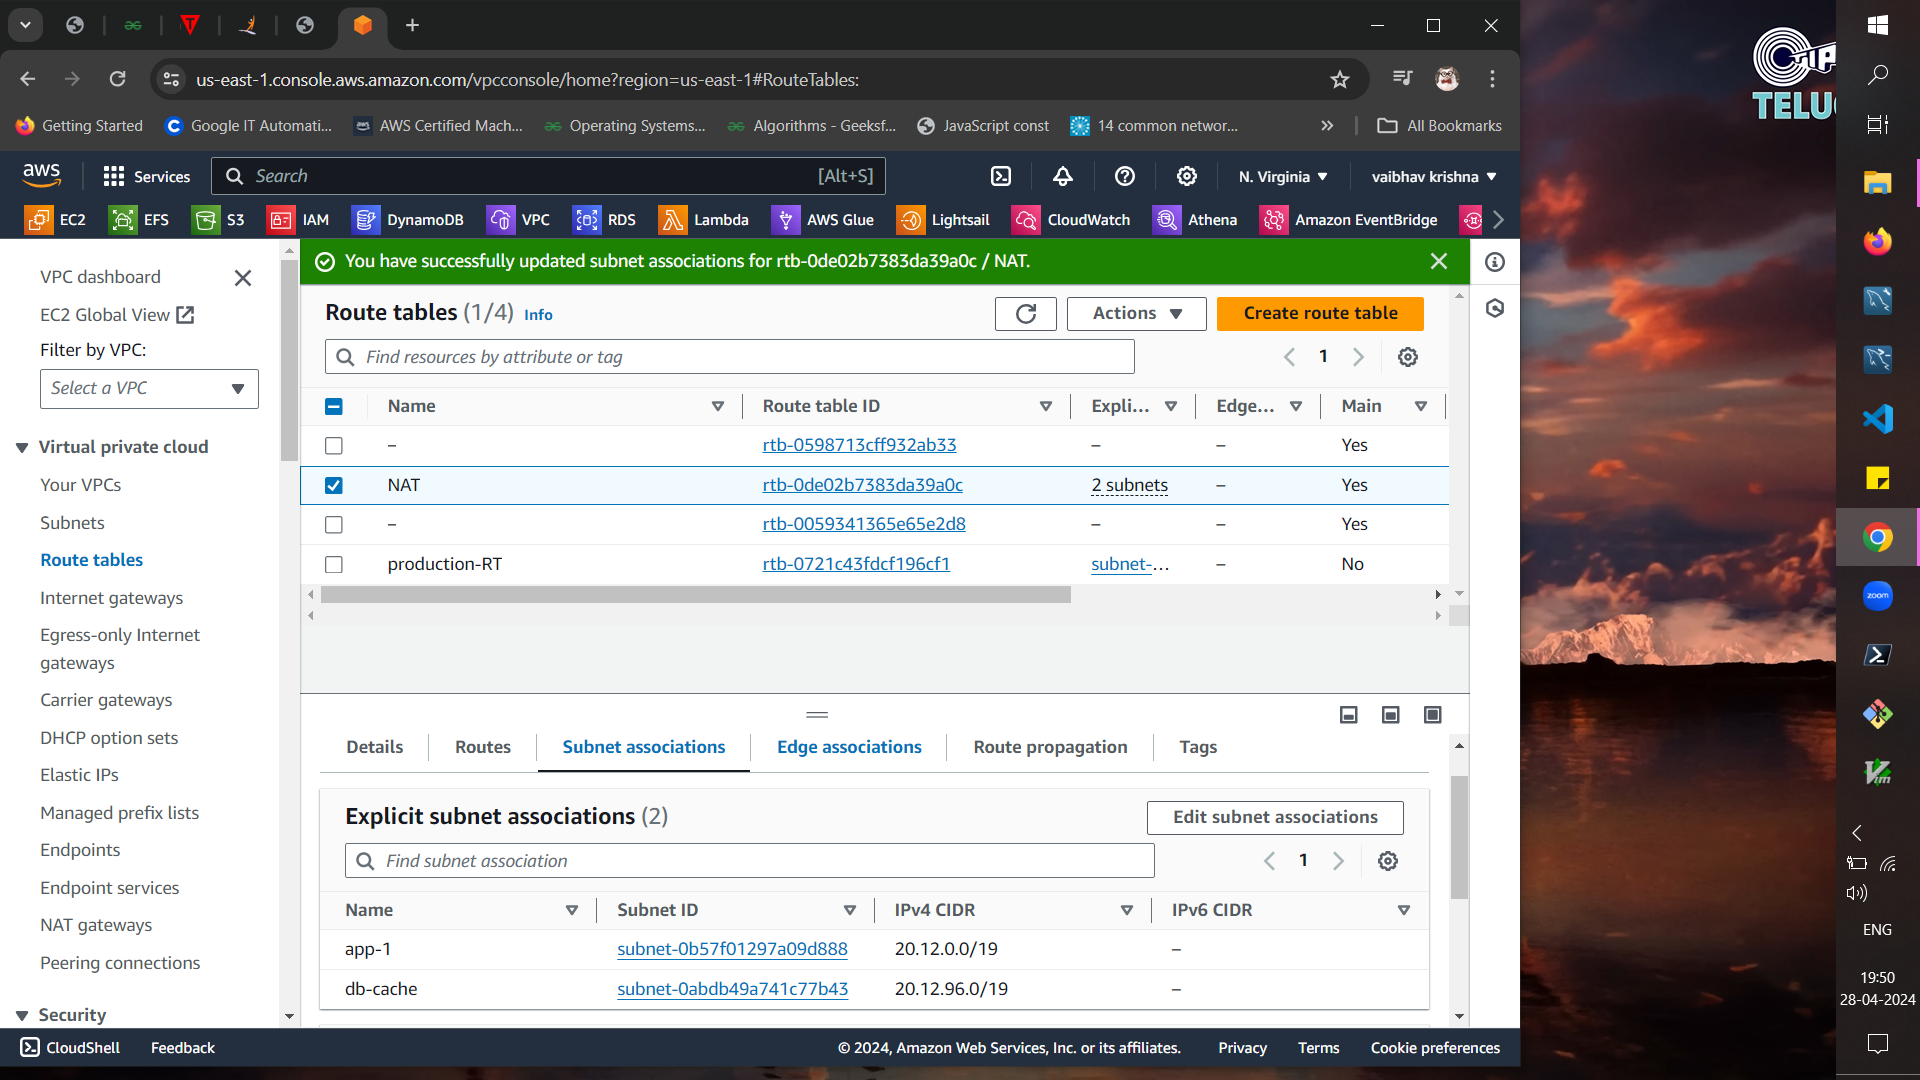 us-east-1.console.aws.amazon.com/vpcconsole/home?region=us-east-1#RouteTables:
Getting Started
Google IT Automati...
AWS Certified Mach...
Operating Systems...
Algorithms - Geeksf...
JavaScript const
14 common networ...
»
All Bookmarks
aws
Services
Search
[Alt+S]
N. Virginia
vaibhav krishna
EC2
EFS
S3
IAM
DynamoDB
VPC
RDS
Lambda
AWS Glue
Lightsail
CloudWatch
Athena
Amazon EventBridge
VPC dashboard
EC2 Global View
Filter by VPC:
Select a VPC
Virtual private cloud
Your VPCs
Subnets
Route tables
Internet gateways
Egress-only Internet
gateways
Carrier gateways
DHCP option sets
Elastic IPs
Managed prefix lists
Endpoints
Endpoint services
NAT gateways
Peering connections
Security
You have successfully updated subnet associations for rtb-0de02b7383da39a0c / NAT.
Route tables (1/4) Info
Actions
Create route table
Find resources by attribute or tag
1
Name Route table ID Expli... Edge... Main
– rtb-0598713cff932ab33 – – Yes
NAT rtb-0de02b7383da39a0c 2 subnets – Yes
– rtb-0059341365e65e2d8 – – Yes
production-RT rtb-0721c43fdcf196cf1 subnet-... – No
Details
Routes
Subnet associations
Edge associations
Route propagation
Tags
Explicit subnet associations (2)
Edit subnet associations
Find subnet association
1
Name Subnet ID IPv4 CIDR IPv6 CIDR
app-1 subnet-0b57f01297a09d888 20.12.0.0/19 –
db-cache subnet-0abdb49a741c77b43 20.12.96.0/19 –
CloudShell
Feedback
© 2024, Amazon Web Services, Inc. or its affiliates.
Privacy
Terms
Cookie preferences
zoom
ENG
19:50
28-04-2024